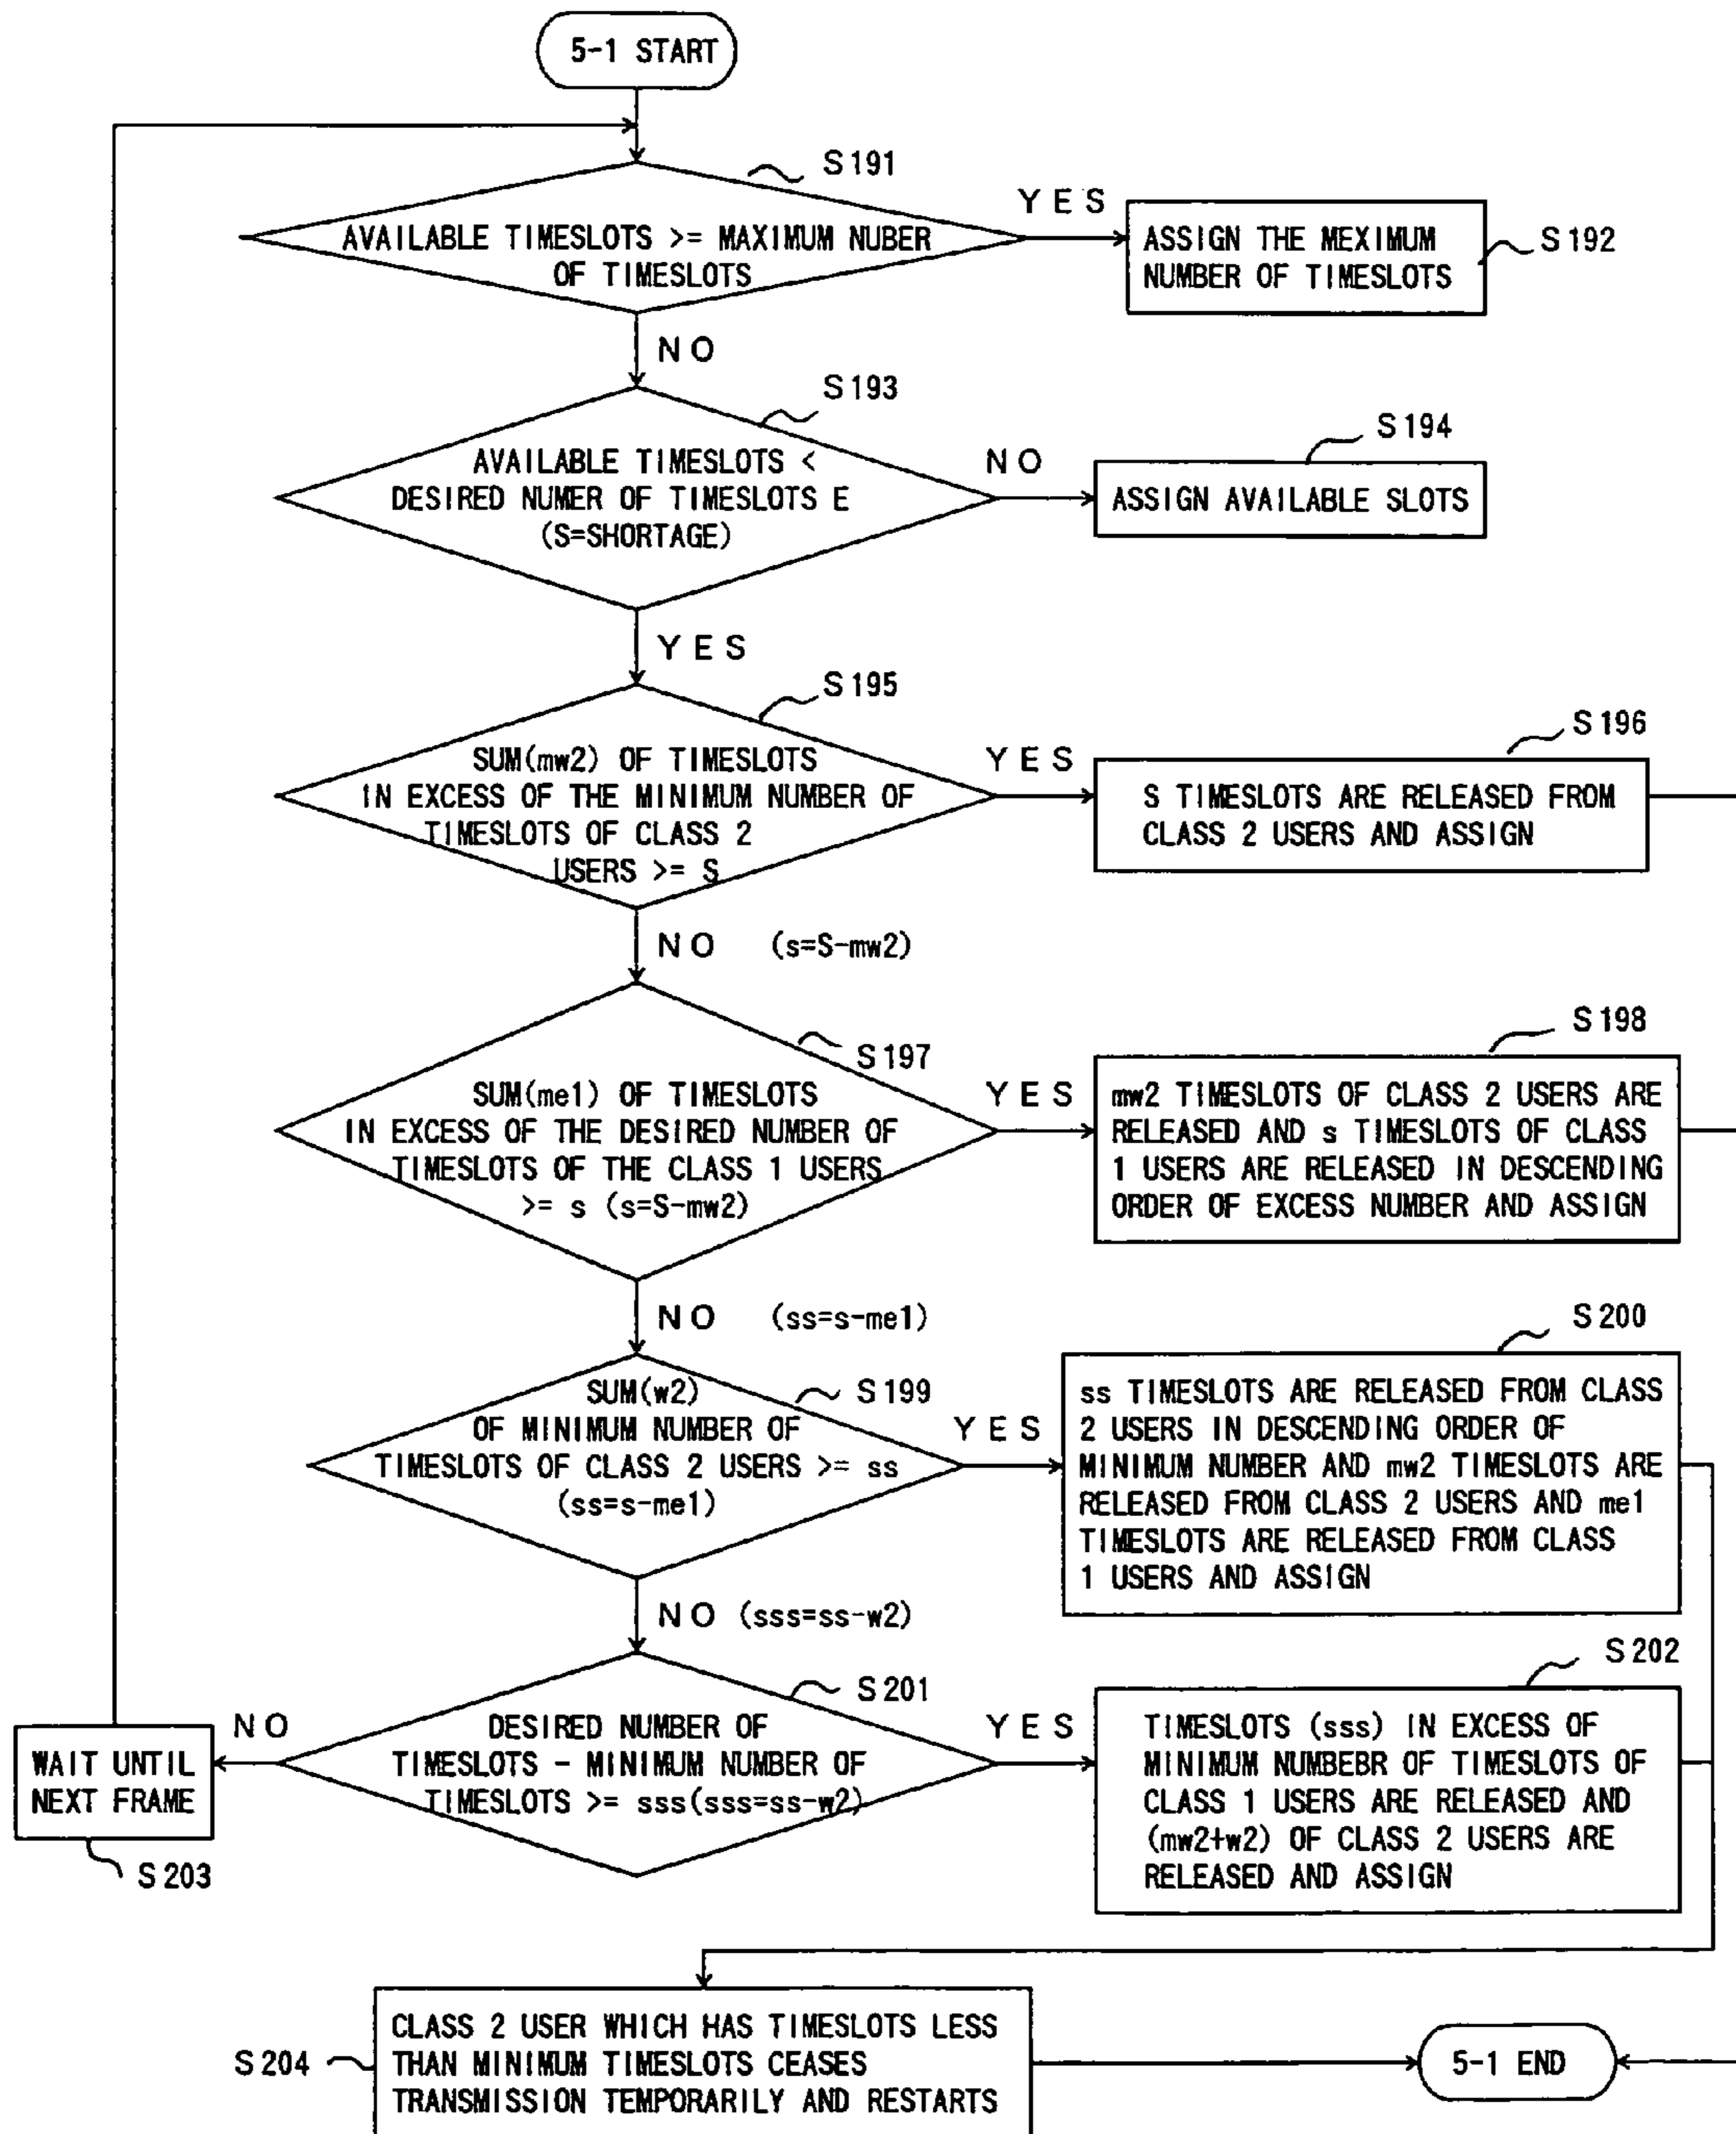 5-1 START
S191
AVAILABLE TIMESLOTS >= MAXIMUM NUBER
OF TIMESLOTS
YES
ASSIGN THE MEXIMUM
NUMBER OF TIMESLOTS
S192
NO
S193
AVAILABLE TIMESLOTS <
DESIRED NUMER OF TIMESLOTS E
(S=SHORTAGE)
NO
S194
ASSIGN AVAILABLE SLOTS
YES
S195
SUM(mw2) OF TIMESLOTS
IN EXCESS OF THE MINIMUM NUMBER OF
TIMESLOTS OF CLASS 2
USERS >= S
YES
S196
S TIMESLOTS ARE RELEASED FROM
CLASS 2 USERS AND ASSIGN
NO (s=S-mw2)
S197
SUM(me1) OF TIMESLOTS
IN EXCESS OF THE DESIRED NUMBER OF
TIMESLOTS OF THE CLASS 1 USERS
>= s (s=S-mw2)
YES
S198
mw2 TIMESLOTS OF CLASS 2 USERS ARE
RELEASED AND s TIMESLOTS OF CLASS
1 USERS ARE RELEASED IN DESCENDING
ORDER OF EXCESS NUMBER AND ASSIGN
NO (ss=s-me1)
S199
SUM(w2)
OF MINIMUM NUMBER OF
TIMESLOTS OF CLASS 2 USERS >= ss
(ss=s-me1)
YES
S200
ss TIMESLOTS ARE RELEASED FROM CLASS
2 USERS IN DESCENDING ORDER OF
MINIMUM NUMBER AND mw2 TIMESLOTS ARE
RELEASED FROM CLASS 2 USERS AND me1
TIMESLOTS ARE RELEASED FROM CLASS
1 USERS AND ASSIGN
NO (sss=ss-w2)
S201
DESIRED NUMBER OF
TIMESLOTS - MINIMUM NUMBER OF
TIMESLOTS >= sss(sss=ss-w2)
YES
S202
TIMESLOTS (sss) IN EXCESS OF
MINIMUM NUMBEBR OF TIMESLOTS OF
CLASS 1 USERS ARE RELEASED AND
(mw2+w2) OF CLASS 2 USERS ARE
RELEASED AND ASSIGN
NO
WAIT UNTIL
NEXT FRAME
S203
S204
CLASS 2 USER WHICH HAS TIMESLOTS LESS
THAN MINIMUM TIMESLOTS CEASES
TRANSMISSION TEMPORARILY AND RESTARTS
5-1 END